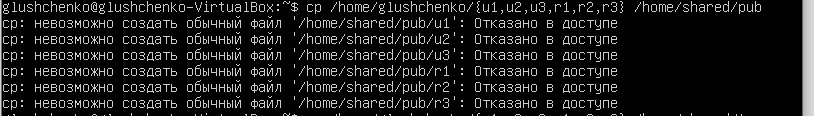 glushchenko@glushchenko-VirtualBox:~$ cp /home/glushchenko/{u1,u2,u3,r1,r2,r3} /home/shared/pub
cp: невозможно создать обычный файл '/home/shared/pub/u1': Отказано в доступе
cp: невозможно создать обычный файл '/home/shared/pub/u2': Отказано в доступе
cp: невозможно создать обычный файл '/home/shared/pub/u3': Отказано в доступе
cp: невозможно создать обычный файл '/home/shared/pub/r1': Отказано в доступе
cp: невозможно создать обычный файл '/home/shared/pub/r2': Отказано в доступе
cp: невозможно создать обычный файл '/home/shared/pub/r3': Отказано в доступе